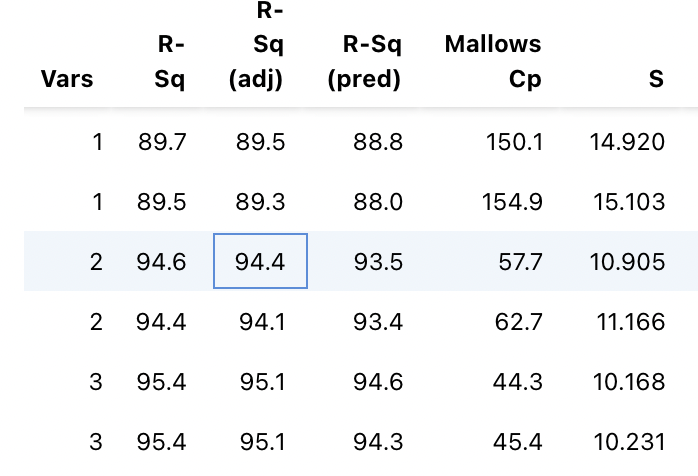 Vars R-Sq R-Sq (adj) R-Sq (pred) Mallows Cp S
1 89.7 89.5 88.8 150.1 14.920
1 89.5 89.3 88.0 154.9 15.103
2 94.6 94.4 93.5 57.7 10.905
2 94.4 94.1 93.4 62.7 11.166
3 95.4 95.1 94.6 44.3 10.168
3 95.4 95.1 94.3 45.4 10.231